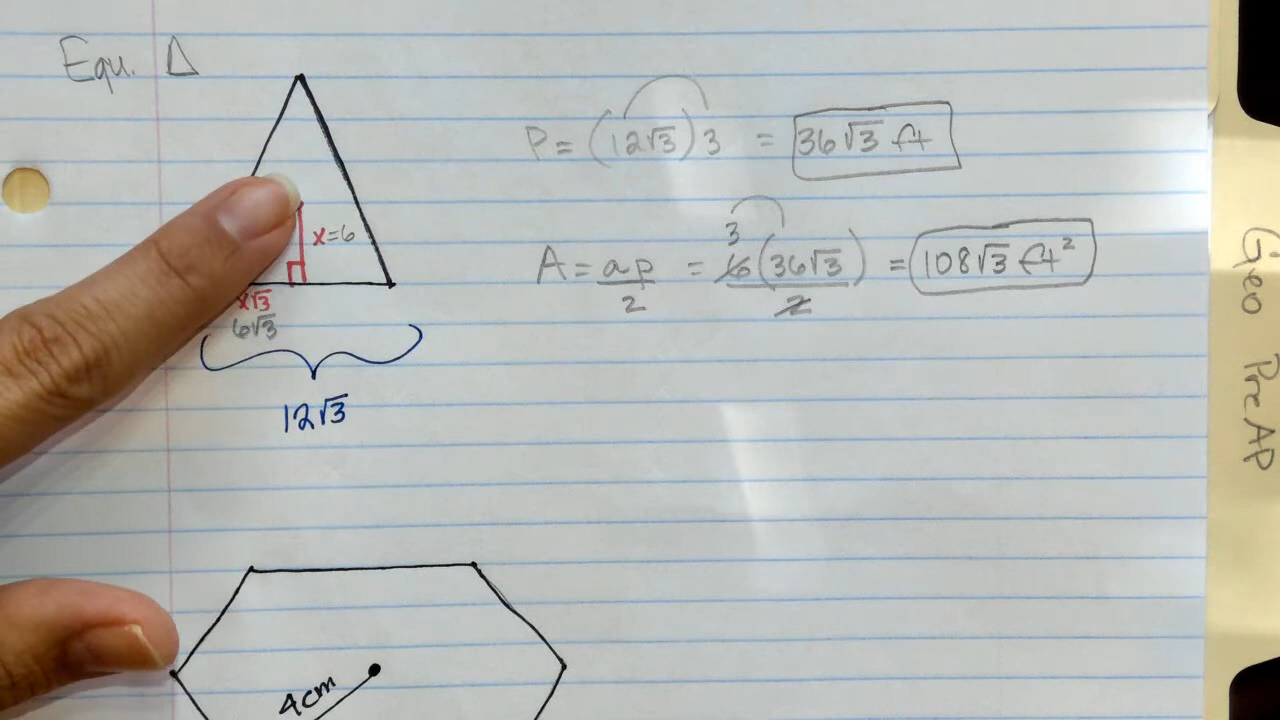 Equ. △
P = (12√3)3 = 36√3 ft
x=6
A = ap/2 = 3 6(36√3)/2 = 108√3 ft²
x√3
6√3
12√3
4cm
Geo PreAP